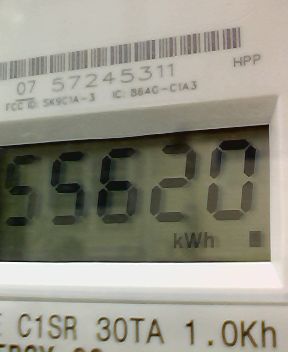 07 57245311
HPP
FCC ID: SK9C1A-3 IC: 864G-C1A3
55620
kWh
C1SR 30TA 1.0Kh